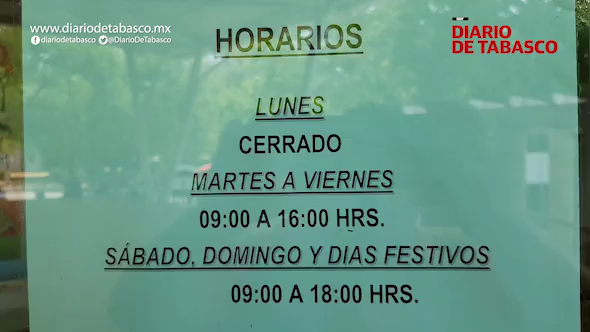 www.diariodetabasco.mx
diariodetabasco @DiarioDeTabasco
DIARIO
DE TABASCO
HORARIOS
LUNES
CERRADO
MARTES A VIERNES
09:00 A 16:00 HRS.
SÁBADO, DOMINGO Y DIAS FESTIVOS
09:00 A 18:00 HRS.